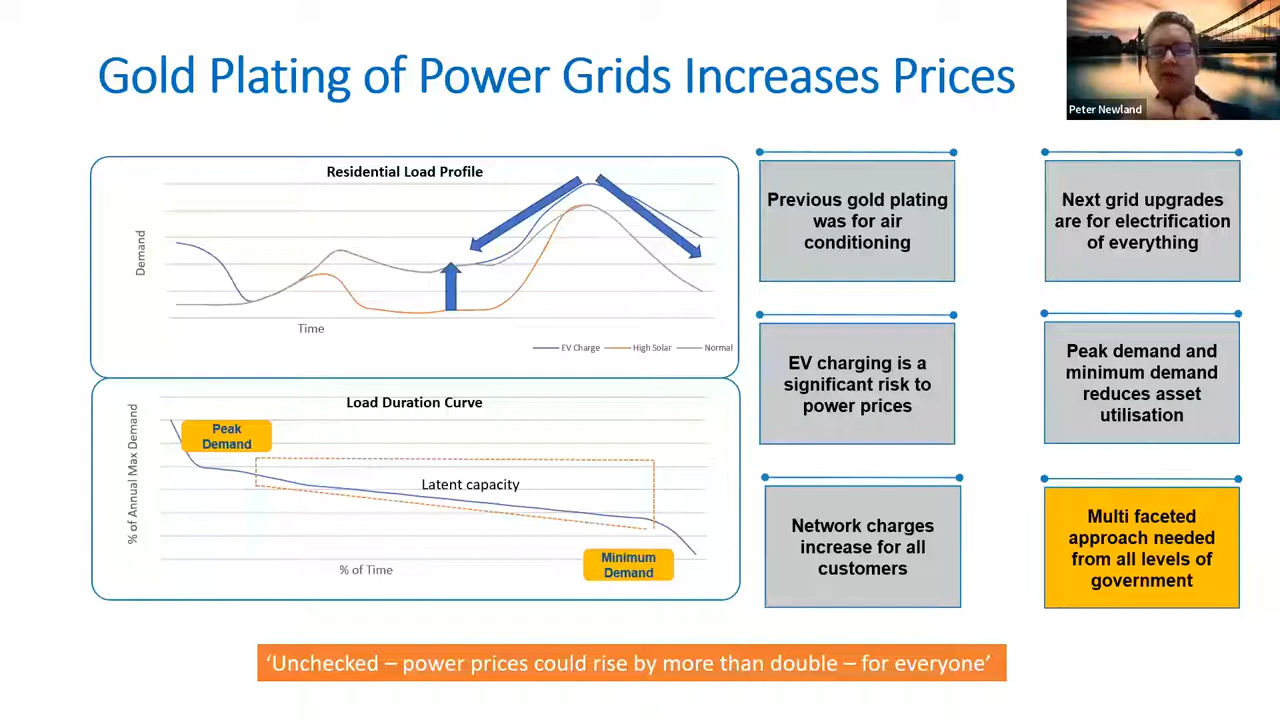 Gold Plating of Power Grids Increases Prices
Peter Newland
Residential Load Profile
Demand
Time
EV Charge
High Solar
Normal
Load Duration Curve
% of Annual Max Demand
Peak
Demand
Latent capacity
Minimum
Demand
% of Time
Previous gold plating
was for air
conditioning
Next grid upgrades
are for electrification
of everything
EV charging is a
significant risk to
power prices
Peak demand and
minimum demand
reduces asset
utilisation
Network charges
increase for all
customers
Multi faceted
approach needed
from all levels of
government
‘Unchecked – power prices could rise by more than double – for everyone’